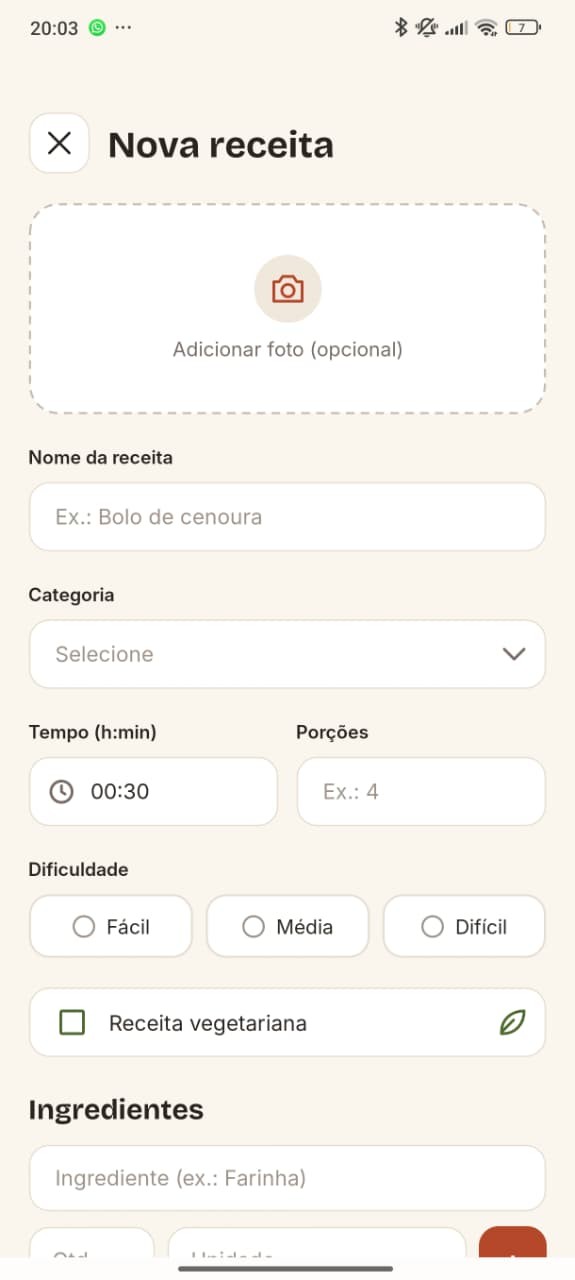 20:03
7
Nova receita
Adicionar foto (opcional)
Nome da receita
Ex.: Bolo de cenoura
Categoria
Selecione
Tempo (h:min) Porções
00:30 Ex.: 4
Dificuldade
Fácil Média Difícil
Receita vegetariana
Ingredientes
Ingrediente (ex.: Farinha)